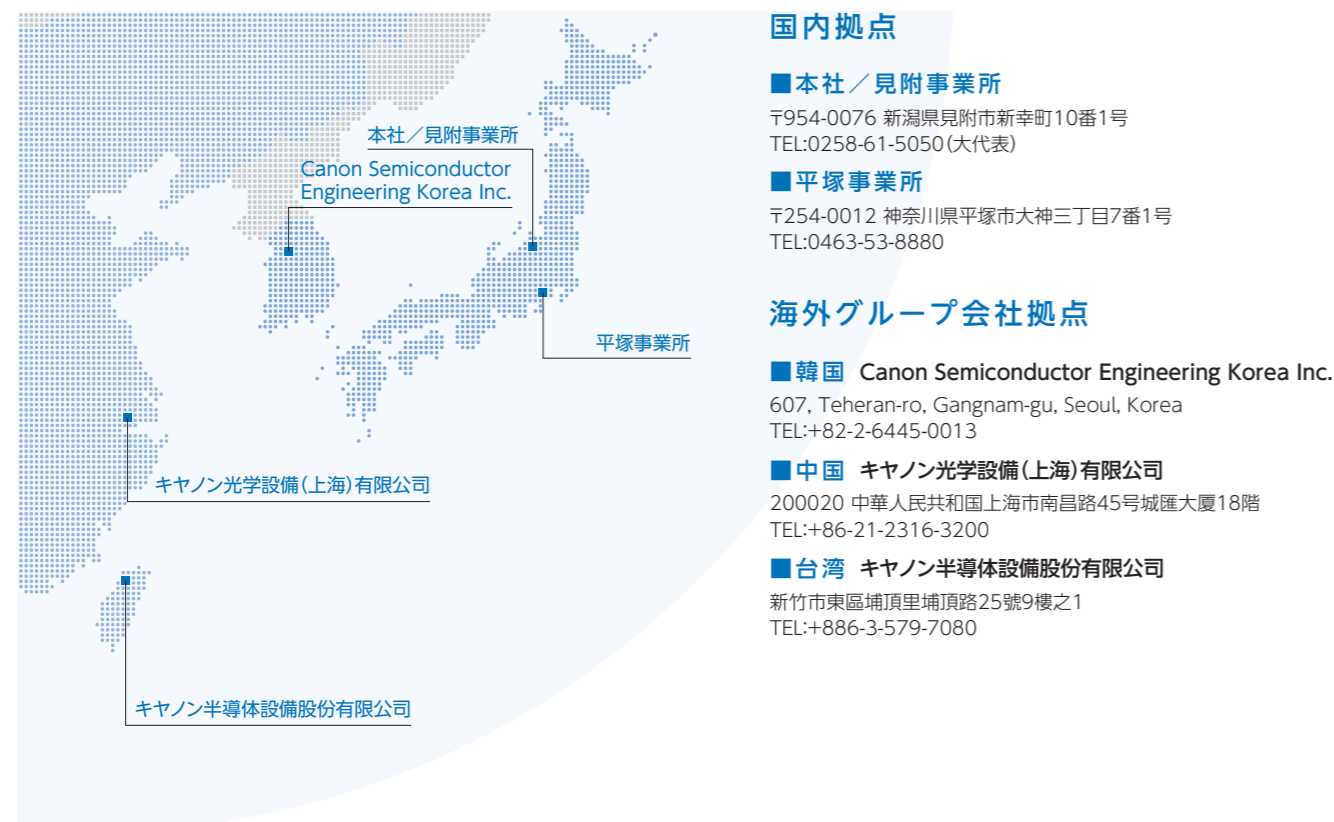 本社／見附事業所
Canon Semiconductor
Engineering Korea Inc.
平塚事業所
キヤノン光学設備(上海)有限公司
キヤノン半導体設備股份有限公司
国内拠点
■本社／見附事業所
〒954-0076 新潟県見附市新幸町10番1号
TEL:0258-61-5050(大代表)
■平塚事業所
〒254-0012 神奈川県平塚市大神三丁目7番1号
TEL:0463-53-8880
海外グループ会社拠点
■韓国 Canon Semiconductor Engineering Korea Inc.
607, Teheran-ro, Gangnam-gu, Seoul, Korea
TEL:+82-2-6445-0013
■中国 キヤノン光学設備(上海)有限公司
200020 中華人民共和国上海市南昌路45号城匯大厦18階
TEL:+86-21-2316-3200
■台湾 キヤノン半導体設備股份有限公司
新竹市東區埔頂里埔頂路25號9樓之1
TEL:+886-3-579-7080